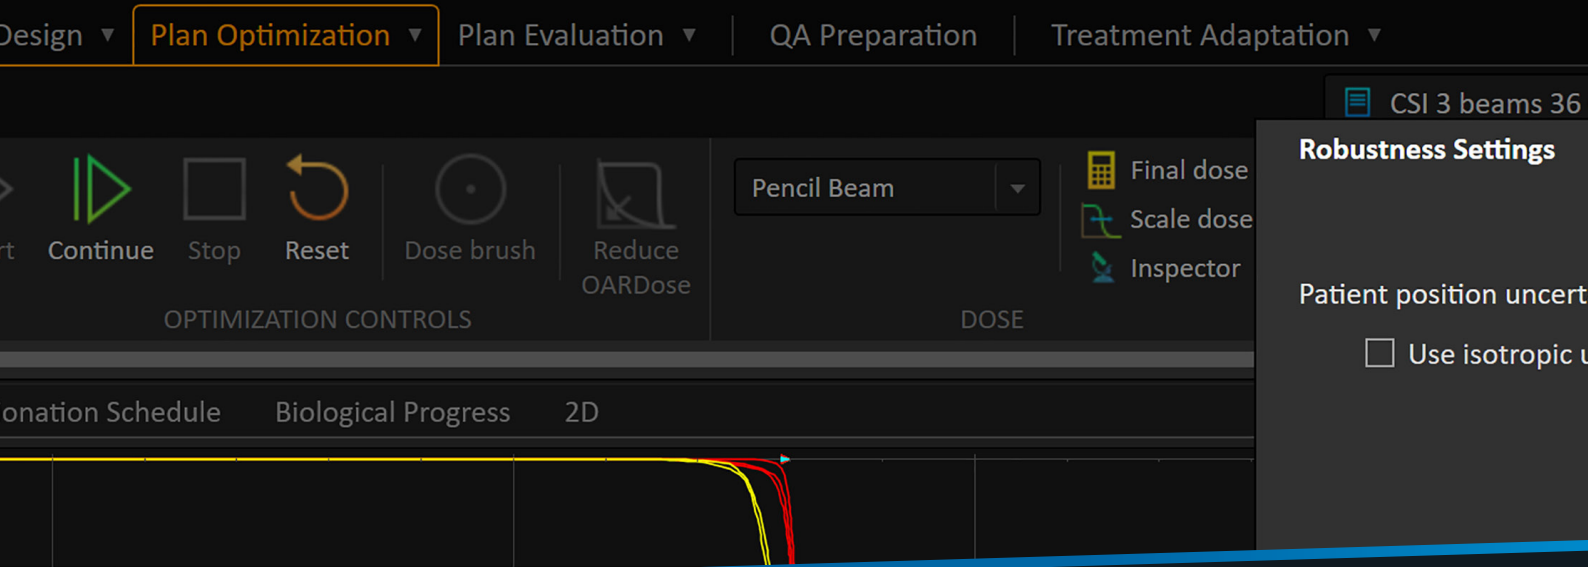 Design
Plan Optimization
Plan Evaluation
QA Preparation
Treatment Adaptation
CSI 3 beams 36
Robustness Settings
Continue
Stop
Reset
Dose brush
Reduce
OARDose
Pencil Beam
Final dose
Scale dose
Inspector
OPTIMIZATION CONTROLS
DOSE
Patient position uncert
Use isotropic u
onation Schedule
Biological Progress
2D